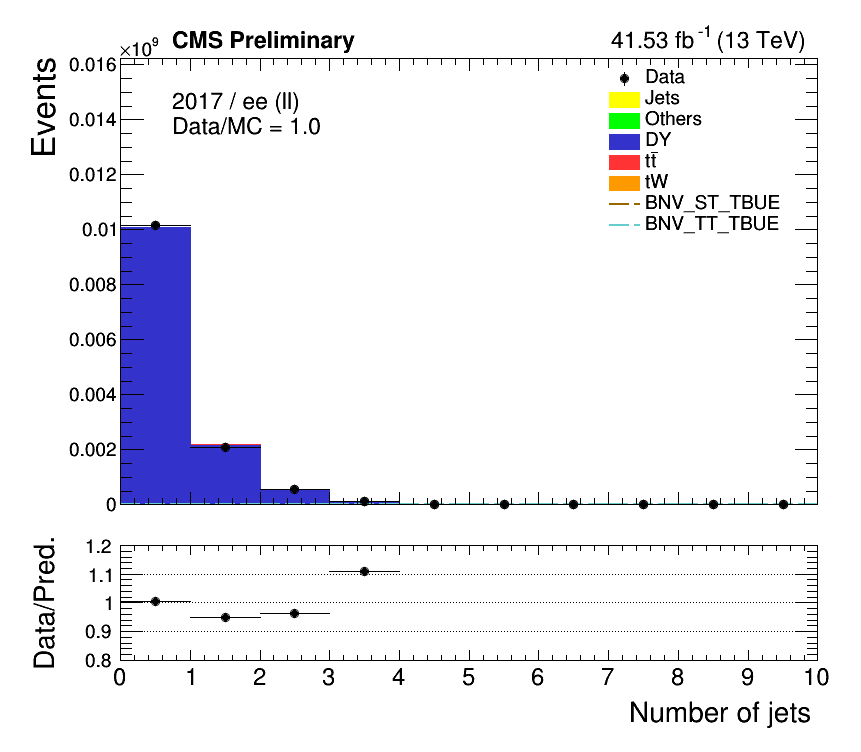 ×10⁹ CMS Preliminary 41.53 fb⁻¹ (13 TeV)
Events
0.016
0.014
0.012
0.01
0.008
0.006
0.004
0.002
0
2017 / ee (ll)
Data/MC = 1.0
Data
Jets
Others
DY
tt̄
tW
BNV_ST_TBUE
BNV_TT_TBUE
Data/Pred.
1.2
1.1
1
0.9
0.8
0 1 2 3 4 5 6 7 8 9 10
Number of jets